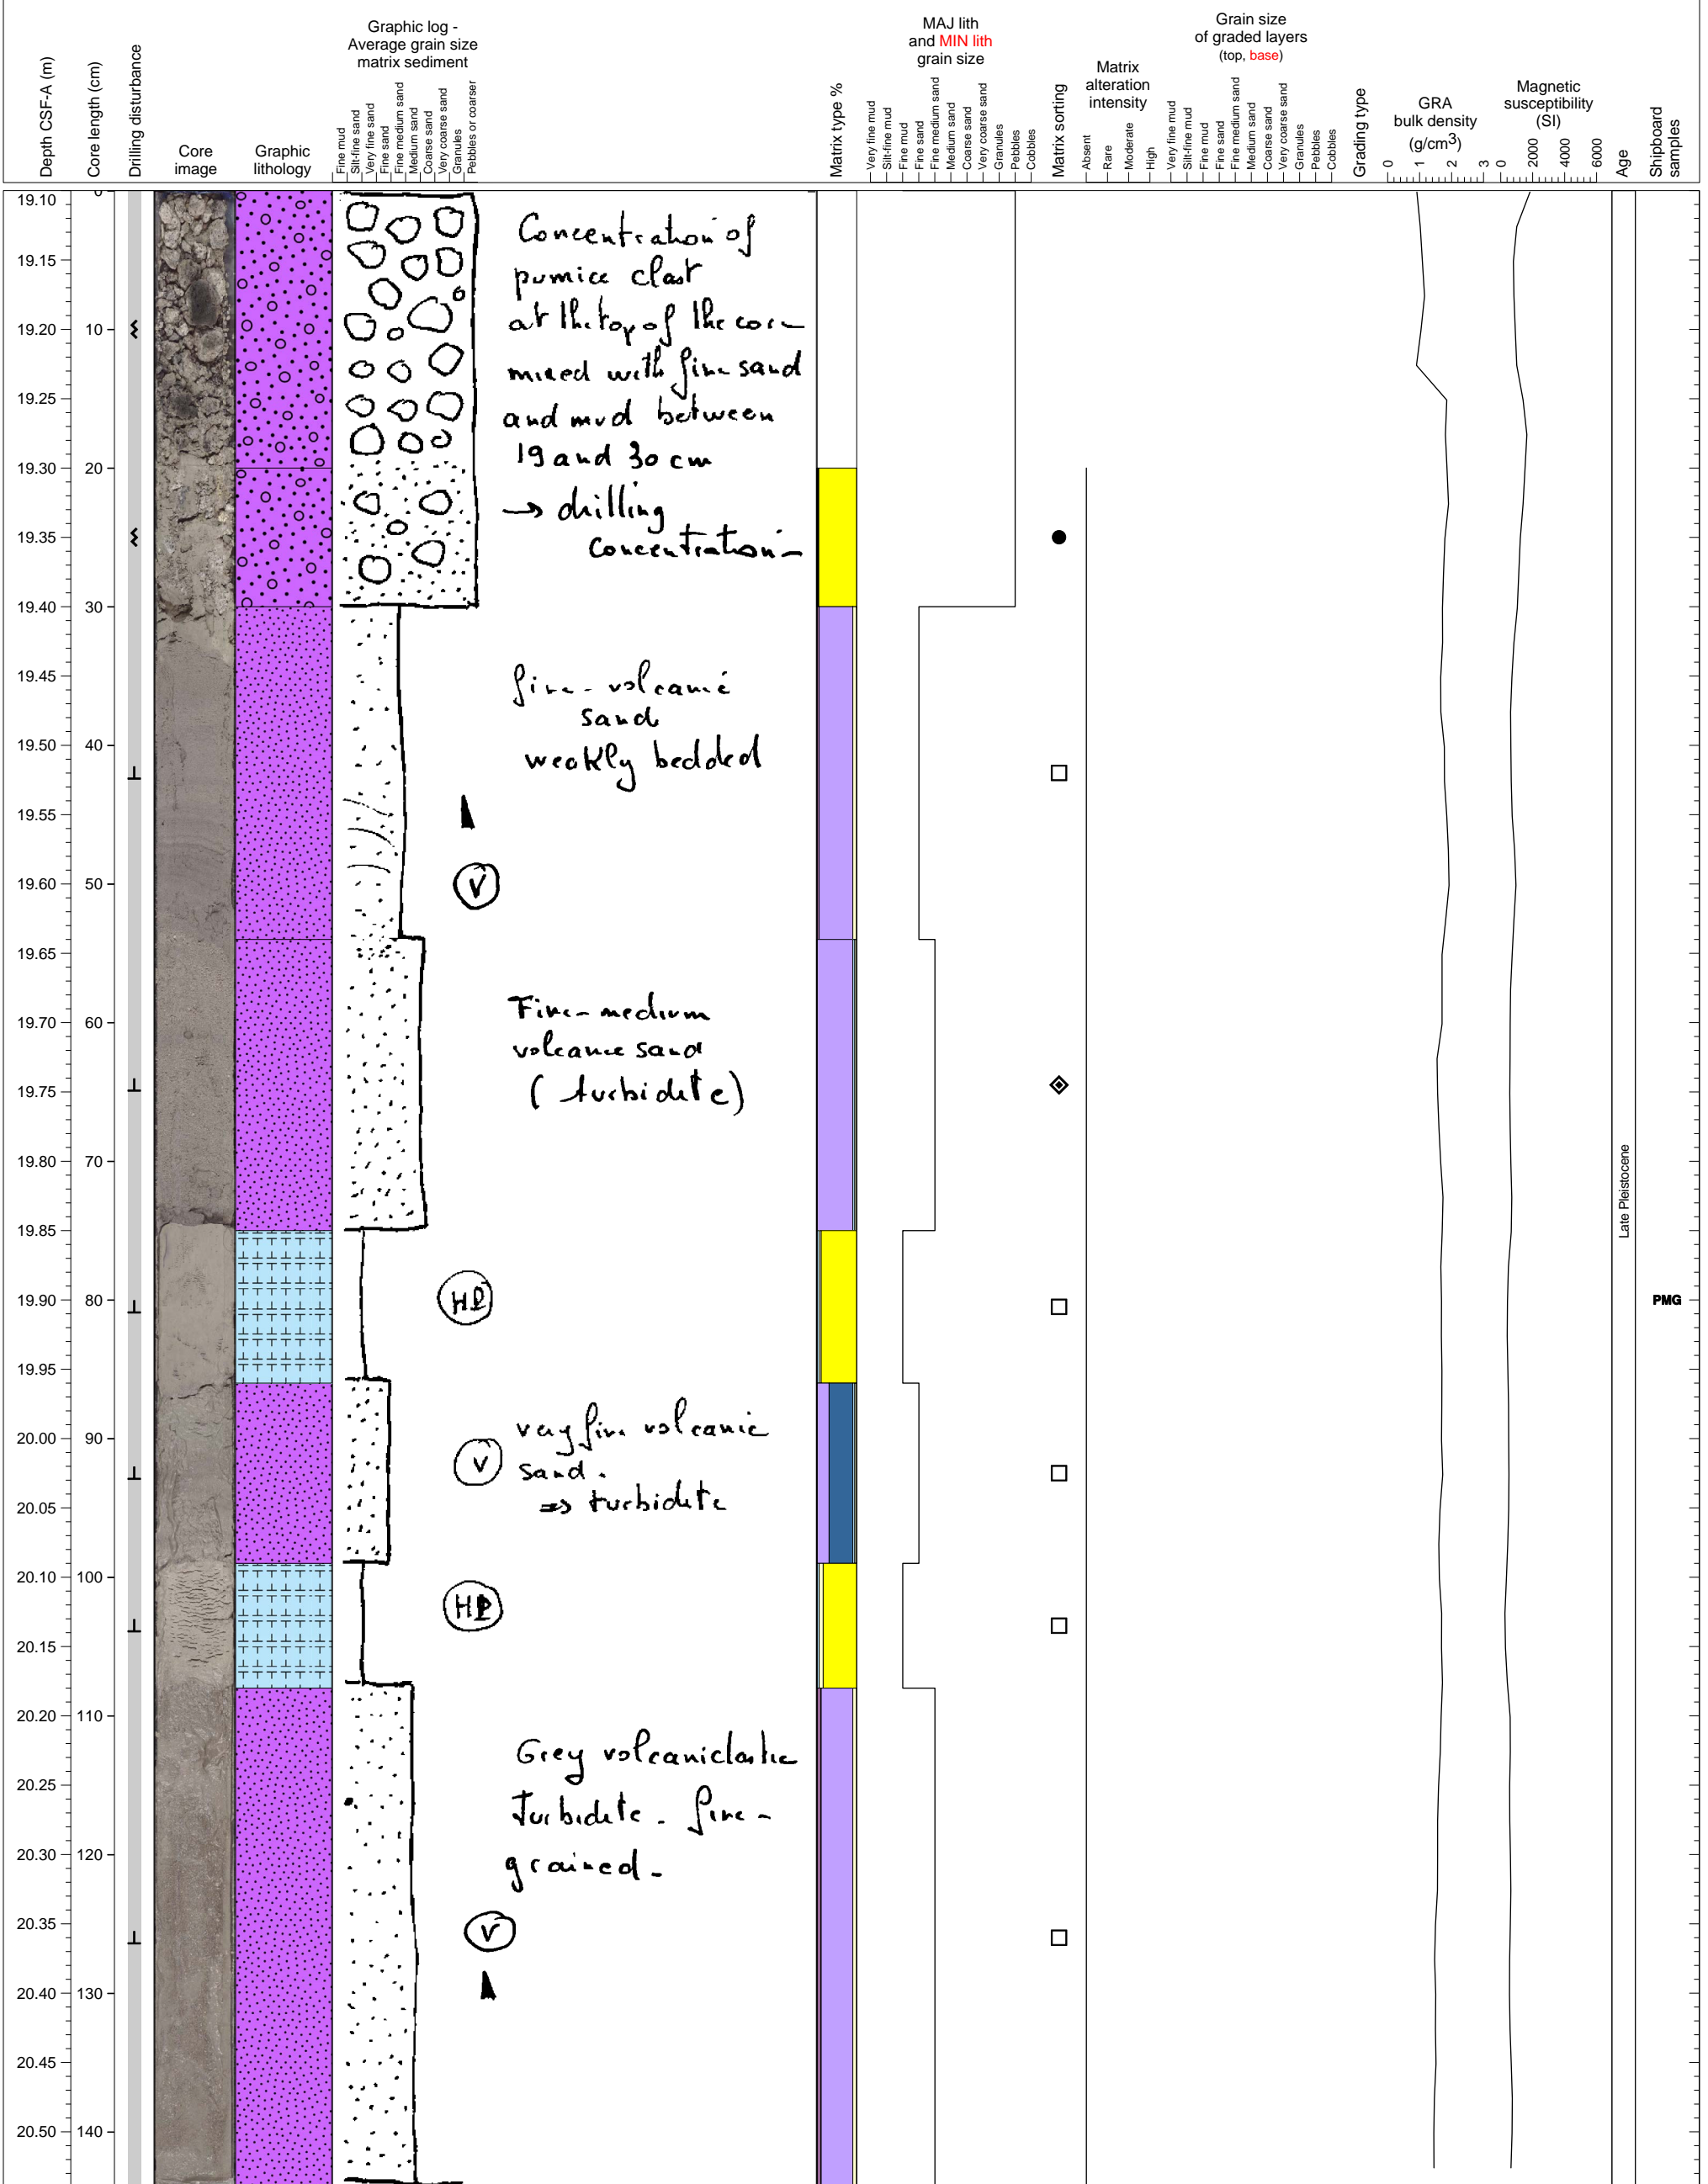 Depth CSF-A (m)
Core length (cm)
Drilling disturbance
Core
image
Graphic
lithology
Graphic log -
Average grain size
matrix sediment
Fine mud
Silt-fine sand
Very fine sand
Fine sand
Fine medium sand
Medium sand
Coarse sand
Very coarse sand
Granules
Pebbles or coarser
Matrix type %
MAJ lith
and MIN lith
grain size
Very fine mud
Silt-fine mud
Fine mud
Fine sand
Fine medium sand
Medium sand
Coarse sand
Very coarse sand
Granules
Pebbles
Cobbles
Matrix sorting
Matrix
alteration
intensity
Absent
Rare
Moderate
High
Grain size
of graded layers
(top, base)
Very fine mud
Silt-fine mud
Fine mud
Fine sand
Fine medium sand
Medium sand
Coarse sand
Very coarse sand
Granules
Pebbles
Cobbles
Grading type
GRA
bulk density
(g/cm3)
0 1 2 3
Magnetic
susceptibility
(SI)
0 2000 4000 6000
Age
Shipboard
samples
19.10 0
19.15
19.20 10
19.25
19.30 20
19.35
19.40 30
19.45
19.50 40
19.55
19.60 50
19.65
19.70 60
19.75
19.80 70
19.85
19.90 80
19.95
20.00 90
20.05
20.10 100
20.15
20.20 110
20.25
20.30 120
20.35
20.40 130
20.45
20.50 140
Concentration of
pumice clast
at the top of the core
mixed with fine sand
and mud between
19 and 30 cm
→ drilling
concentration
fine-volcanic
sand
weakly bedded
V
Fine-medium
volcanic sand
(turbidite)
HP
very fine volcanic
sand.
⇒ turbidite
V
HP
Grey volcaniclastic
turbidite - fine-
grained
V
Late Pleistocene
PMG